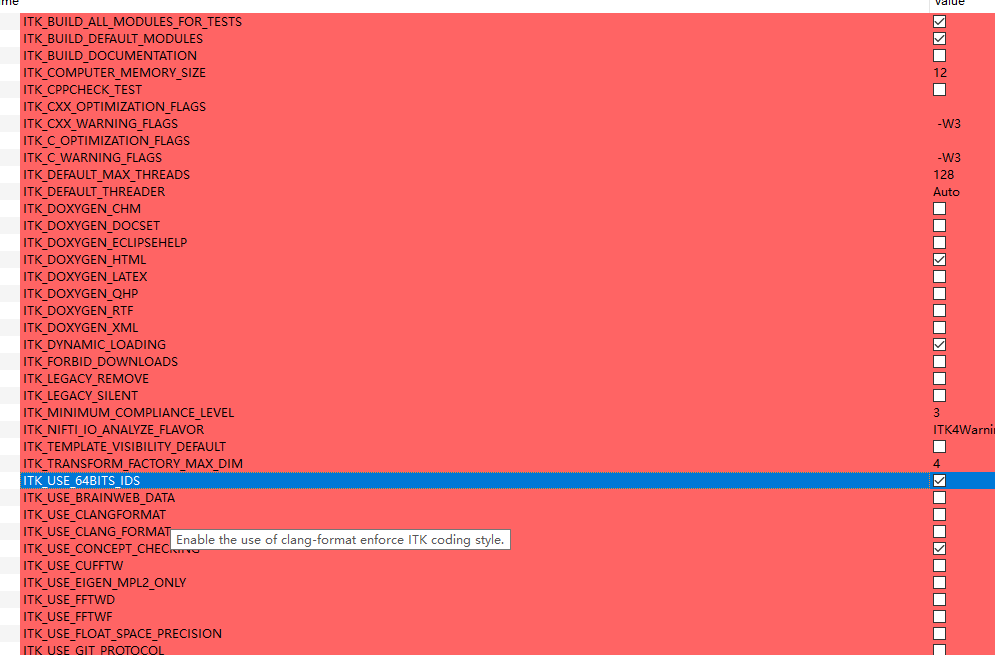 Value
ITK_BUILD_ALL_MODULES_FOR_TESTS
ITK_BUILD_DEFAULT_MODULES
ITK_BUILD_DOCUMENTATION
ITK_COMPUTER_MEMORY_SIZE 12
ITK_CPPCHECK_TEST
ITK_CXX_OPTIMIZATION_FLAGS
ITK_CXX_WARNING_FLAGS -W3
ITK_C_OPTIMIZATION_FLAGS
ITK_C_WARNING_FLAGS -W3
ITK_DEFAULT_MAX_THREADS 128
ITK_DEFAULT_THREADER Auto
ITK_DOXYGEN_CHM
ITK_DOXYGEN_DOCSET
ITK_DOXYGEN_ECLIPSEHELP
ITK_DOXYGEN_HTML
ITK_DOXYGEN_LATEX
ITK_DOXYGEN_QHP
ITK_DOXYGEN_RTF
ITK_DOXYGEN_XML
ITK_DYNAMIC_LOADING
ITK_FORBID_DOWNLOADS
ITK_LEGACY_REMOVE
ITK_LEGACY_SILENT
ITK_MINIMUM_COMPLIANCE_LEVEL 3
ITK_NIFTI_IO_ANALYZE_FLAVOR ITK4Warni
ITK_TEMPLATE_VISIBILITY_DEFAULT
ITK_TRANSFORM_FACTORY_MAX_DIM 4
ITK_USE_64BITS_IDS
ITK_USE_BRAINWEB_DATA
ITK_USE_CLANGFORMAT
ITK_USE_CLANG_FORMAT
Enable the use of clang-format enforce ITK coding style.
ITK_USE_CONCEPT_CHECKING
ITK_USE_CUFFTW
ITK_USE_EIGEN_MPL2_ONLY
ITK_USE_FFTWD
ITK_USE_FFTWF
ITK_USE_FLOAT_SPACE_PRECISION
ITK_USE_GIT_PROTOCOL